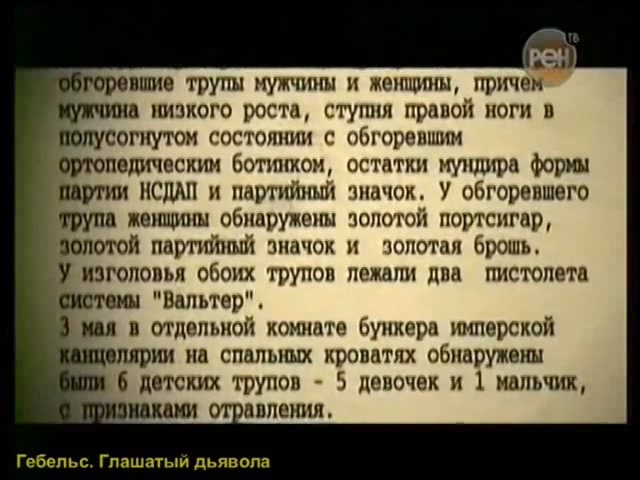 ТВ
РЕН
обгоревшие трупы мужчины и женщины, причем
мужчина низкого роста, ступня правой ноги в
полусогнутом состоянии с обгоревшим
ортопедическим ботинком, остатки мундира формы
партии НСДАП и партийный значок. У обгоревшего
трупа женщины обнаружены золотой портсигар,
золотой партийный значок и золотая брошь.
У изголовья обоих трупов лежали два пистолета
системы "Вальтер".
3 мая в отдельной комнате бункера имперской
канцелярии на спальных кроватях обнаружены
были 6 детских трупов - 5 девочек и 1 мальчик,
с признаками отравления.
Гебельс. Глашатый дьявола